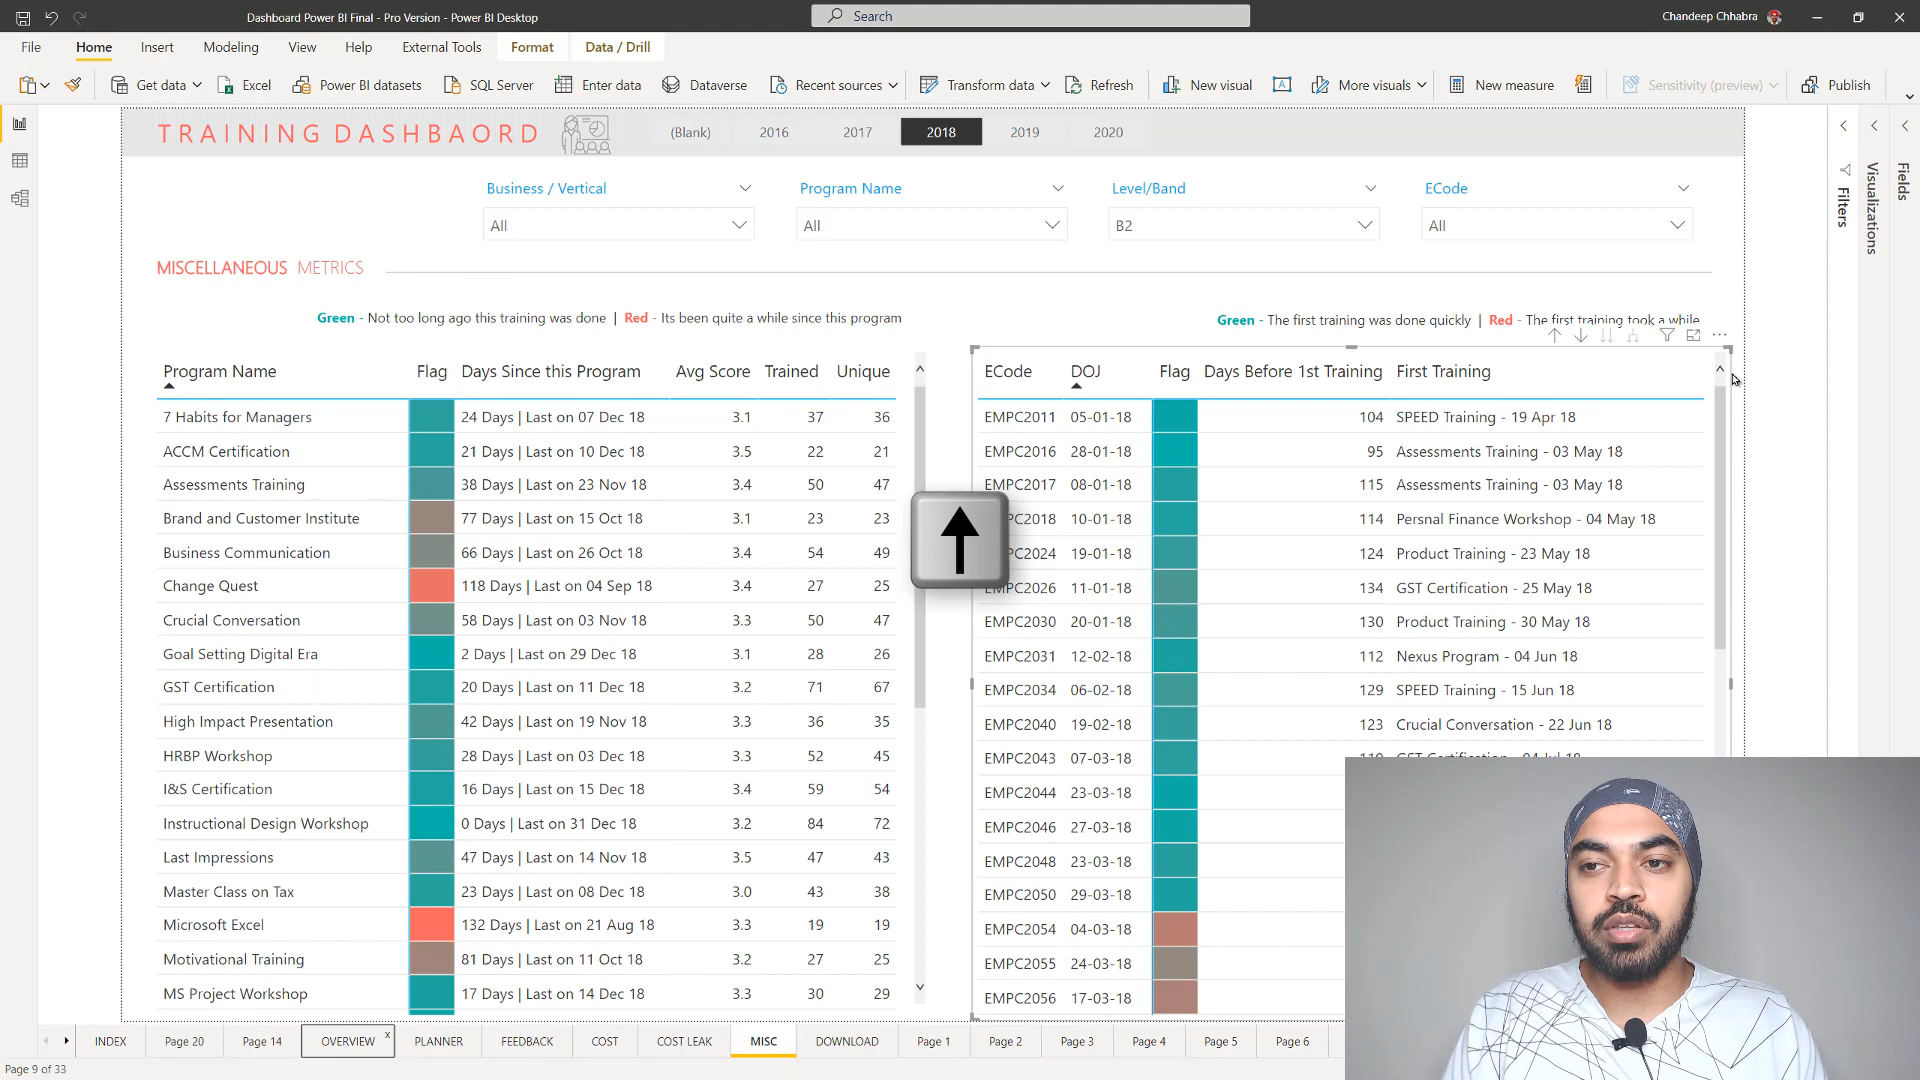 Dashboard Power BI Final - Pro Version - Power BI Desktop
Search
Chandeep Chhabra
File Home Insert Modeling View Help External Tools Format Data / Drill
Get data Excel Power BI datasets SQL Server Enter data Dataverse Recent sources Transform data Refresh New visual More visuals New measure Sensitivity (preview) Publish
TRAINING DASHBAORD
(Blank) 2016 2017 2018 2019 2020
Business / Vertical Program Name Level/Band ECode
All All B2 All
MISCELLANEOUS METRICS
Green - Not too long ago this training was done | Red - Its been quite a while since this program
Green - The first training was done quickly | Red - The first training took a while
Program Name Flag Days Since this Program Avg Score Trained Unique
7 Habits for Managers 24 Days | Last on 07 Dec 18 3.1 37 36
ACCM Certification 21 Days | Last on 10 Dec 18 3.5 22 21
Assessments Training 38 Days | Last on 23 Nov 18 3.4 50 47
Brand and Customer Institute 77 Days | Last on 15 Oct 18 3.1 23 23
Business Communication 66 Days | Last on 26 Oct 18 3.4 54 49
Change Quest 118 Days | Last on 04 Sep 18 3.4 27 25
Crucial Conversation 58 Days | Last on 03 Nov 18 3.3 50 47
Goal Setting Digital Era 2 Days | Last on 29 Dec 18 3.1 28 26
GST Certification 20 Days | Last on 11 Dec 18 3.2 71 67
High Impact Presentation 42 Days | Last on 19 Nov 18 3.3 36 35
HRBP Workshop 28 Days | Last on 03 Dec 18 3.3 52 45
I&S Certification 16 Days | Last on 15 Dec 18 3.4 59 54
Instructional Design Workshop 0 Days | Last on 31 Dec 18 3.2 84 72
Last Impressions 47 Days | Last on 14 Nov 18 3.5 47 43
Master Class on Tax 23 Days | Last on 08 Dec 18 3.0 43 38
Microsoft Excel 132 Days | Last on 21 Aug 18 3.3 19 19
Motivational Training 81 Days | Last on 11 Oct 18 3.2 27 25
MS Project Workshop 17 Days | Last on 14 Dec 18 3.3 30 29
ECode DOJ Flag Days Before 1st Training First Training
EMPC2011 05-01-18 104 SPEED Training - 19 Apr 18
EMPC2016 28-01-18 95 Assessments Training - 03 May 18
EMPC2017 08-01-18 115 Assessments Training - 03 May 18
PC2018 10-01-18 114 Persnal Finance Workshop - 04 May 18
PC2024 19-01-18 124 Product Training - 23 May 18
EMPC2026 11-01-18 134 GST Certification - 25 May 18
EMPC2030 20-01-18 130 Product Training - 30 May 18
EMPC2031 12-02-18 112 Nexus Program - 04 Jun 18
EMPC2034 06-02-18 129 SPEED Training - 15 Jun 18
EMPC2040 19-02-18 123 Crucial Conversation - 22 Jun 18
EMPC2043 07-03-18 GST Certification - 04 Jul 18
EMPC2044 23-03-18
EMPC2046 27-03-18
EMPC2048 23-03-18
EMPC2050 29-03-18
EMPC2054 04-03-18
EMPC2055 24-03-18
EMPC2056 17-03-18
Filters
Visualizations
Fields
INDEX Page 20 Page 14 OVERVIEW x PLANNER FEEDBACK COST COST LEAK MISC DOWNLOAD Page 1 Page 2 Page 3 Page 4 Page 5 Page 6
Page 9 of 33